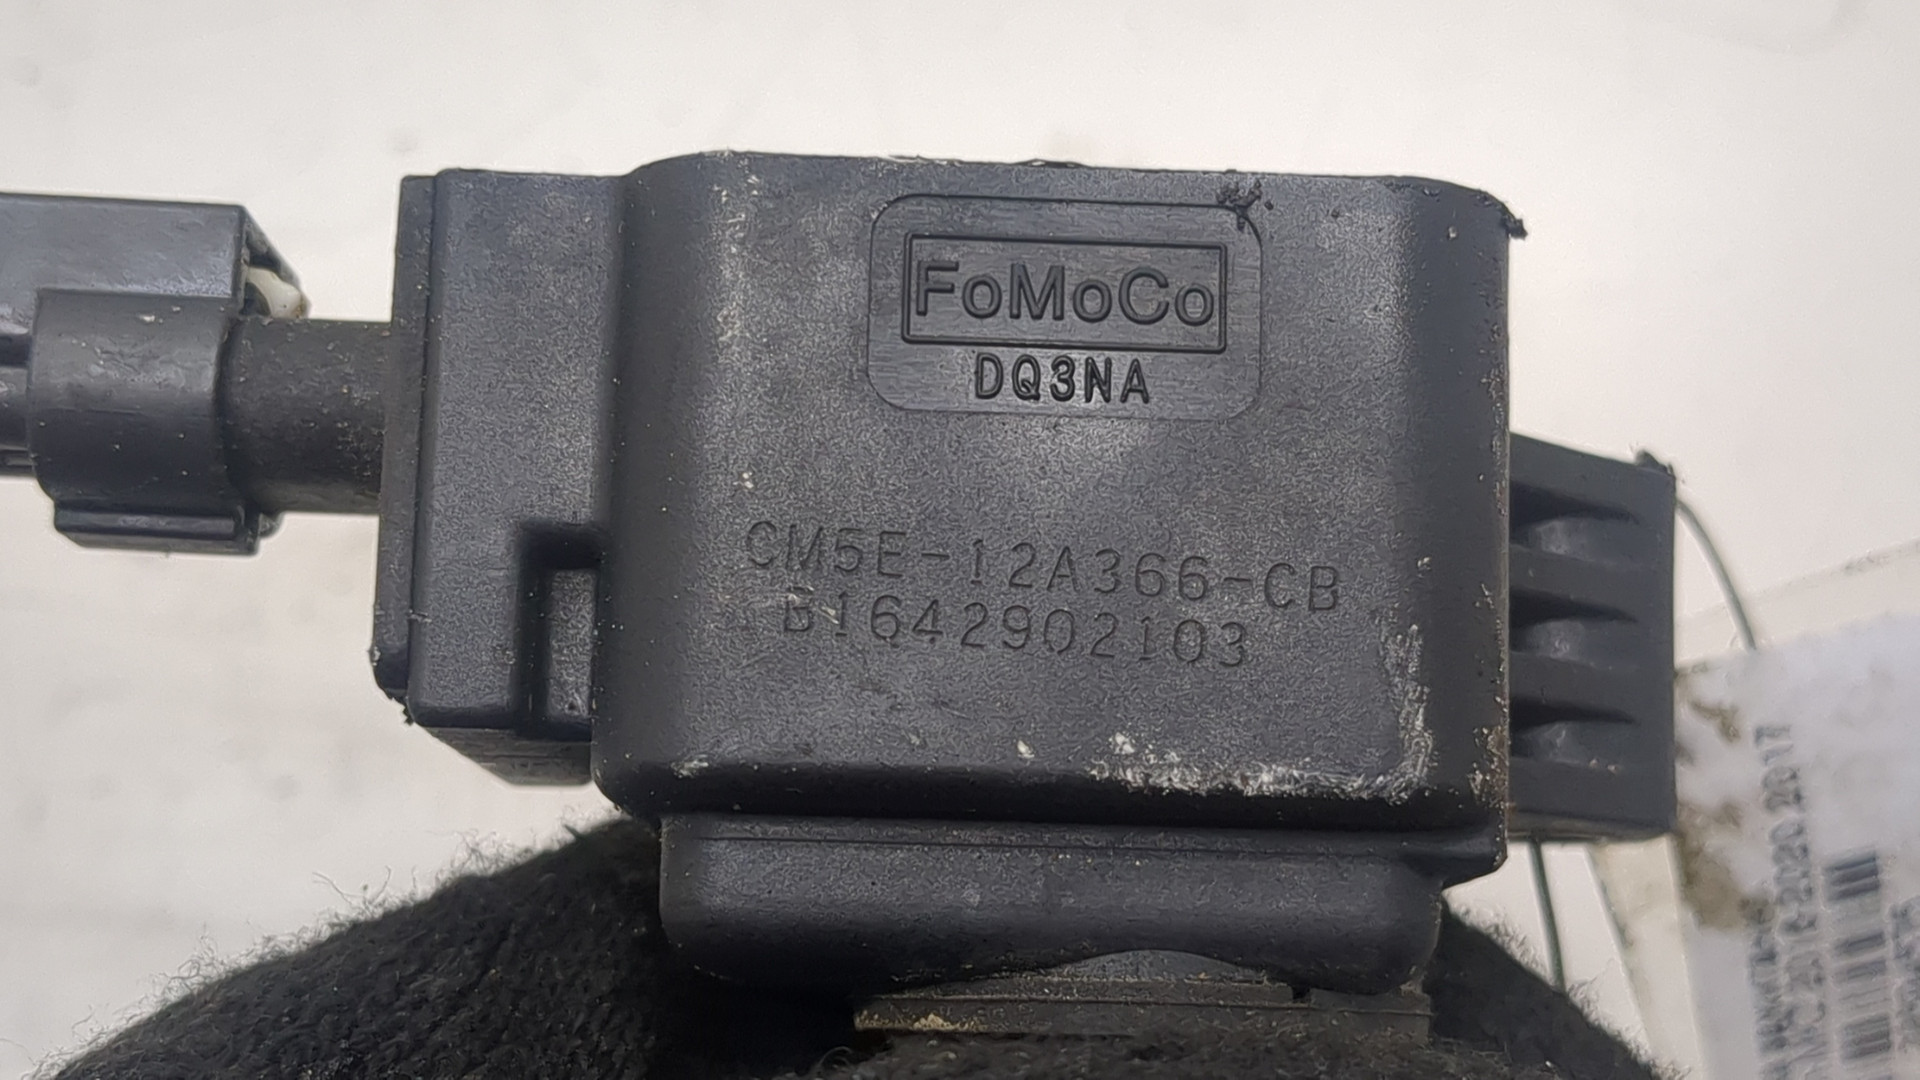 FoMoCo
DQ3NA
CM5E-12A366-CB
B1642902103